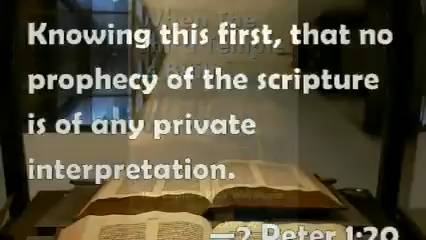 Knowing this first, that no
prophecy of the scripture
is of any private
interpretation.
—2 Peter 1:20